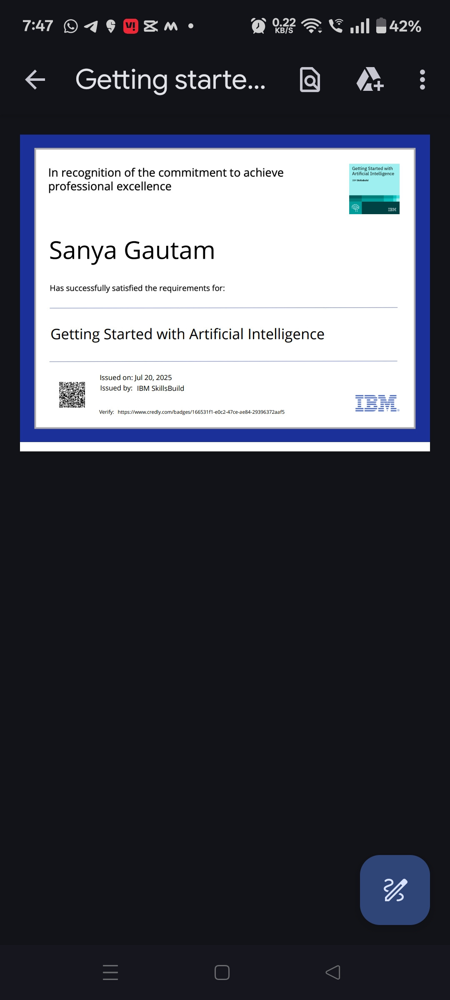 7:47
0.22
KB/S
42%
Getting starte...
In recognition of the commitment to achieve
professional excellence
Getting Started with
Artificial Intelligence
IBM SkillsBuild
IBM
Sanya Gautam
Has successfully satisfied the requirements for:
Getting Started with Artificial Intelligence
Issued on: Jul 20, 2025
Issued by: IBM SkillsBuild
IBM®
Verify: https://www.credly.com/badges/166531f1-e0c2-47ce-ae84-29396372aaf5